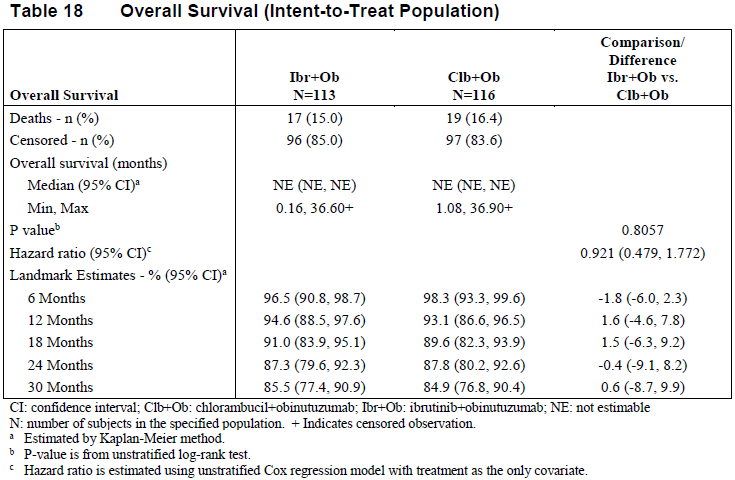 Table 18 Overall Survival (Intent-to-Treat Population)
Comparison/
Difference
Ibr+Ob Clb+Ob Ibr+Ob vs.
Overall Survival N=113 N=116 Clb+Ob
Deaths - n (%) 17 (15.0) 19 (16.4)
Censored - n (%) 96 (85.0) 97 (83.6)
Overall survival (months)
Median (95% CI)a NE (NE, NE) NE (NE, NE)
Min, Max 0.16, 36.60+ 1.08, 36.90+
P valueb 0.8057
Hazard ratio (95% CI)c 0.921 (0.479, 1.772)
Landmark Estimates - % (95% CI)a
6 Months 96.5 (90.8, 98.7) 98.3 (93.3, 99.6) -1.8 (-6.0, 2.3)
12 Months 94.6 (88.5, 97.6) 93.1 (86.6, 96.5) 1.6 (-4.6, 7.8)
18 Months 91.0 (83.9, 95.1) 89.6 (82.3, 93.9) 1.5 (-6.3, 9.2)
24 Months 87.3 (79.6, 92.3) 87.8 (80.2, 92.6) -0.4 (-9.1, 8.2)
30 Months 85.5 (77.4, 90.9) 84.9 (76.8, 90.4) 0.6 (-8.7, 9.9)
CI: confidence interval; Clb+Ob: chlorambucil+obinutuzumab; Ibr+Ob: ibrutinib+obinutuzumab; NE: not estimable
N: number of subjects in the specified population. + Indicates censored observation.
a Estimated by Kaplan-Meier method.
b P-value is from unstratified log-rank test.
c Hazard ratio is estimated using unstratified Cox regression model with treatment as the only covariate.